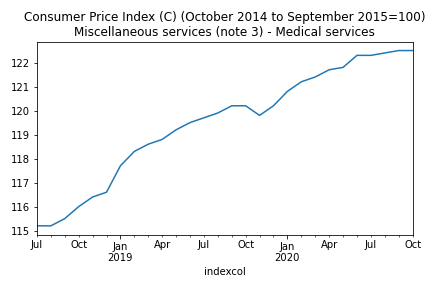 Consumer Price Index (C) (October 2014 to September 2015=100)
Miscellaneous services (note 3) - Medical services
122
121
120
119
118
117
116
115
Jul Oct Jan Apr Jul Oct Jan Apr Jul Oct
2019 2020
indexcol